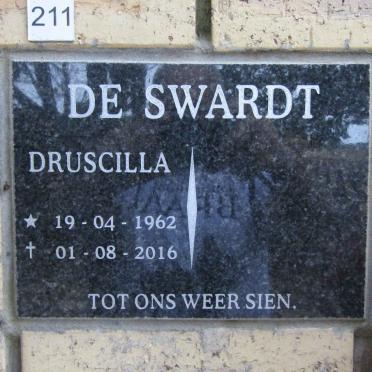 211
DE SWARDT
DRUSCILLA
★ 19 - 04 - 1962
† 01 - 08 - 2016
TOT ONS WEER SIEN.